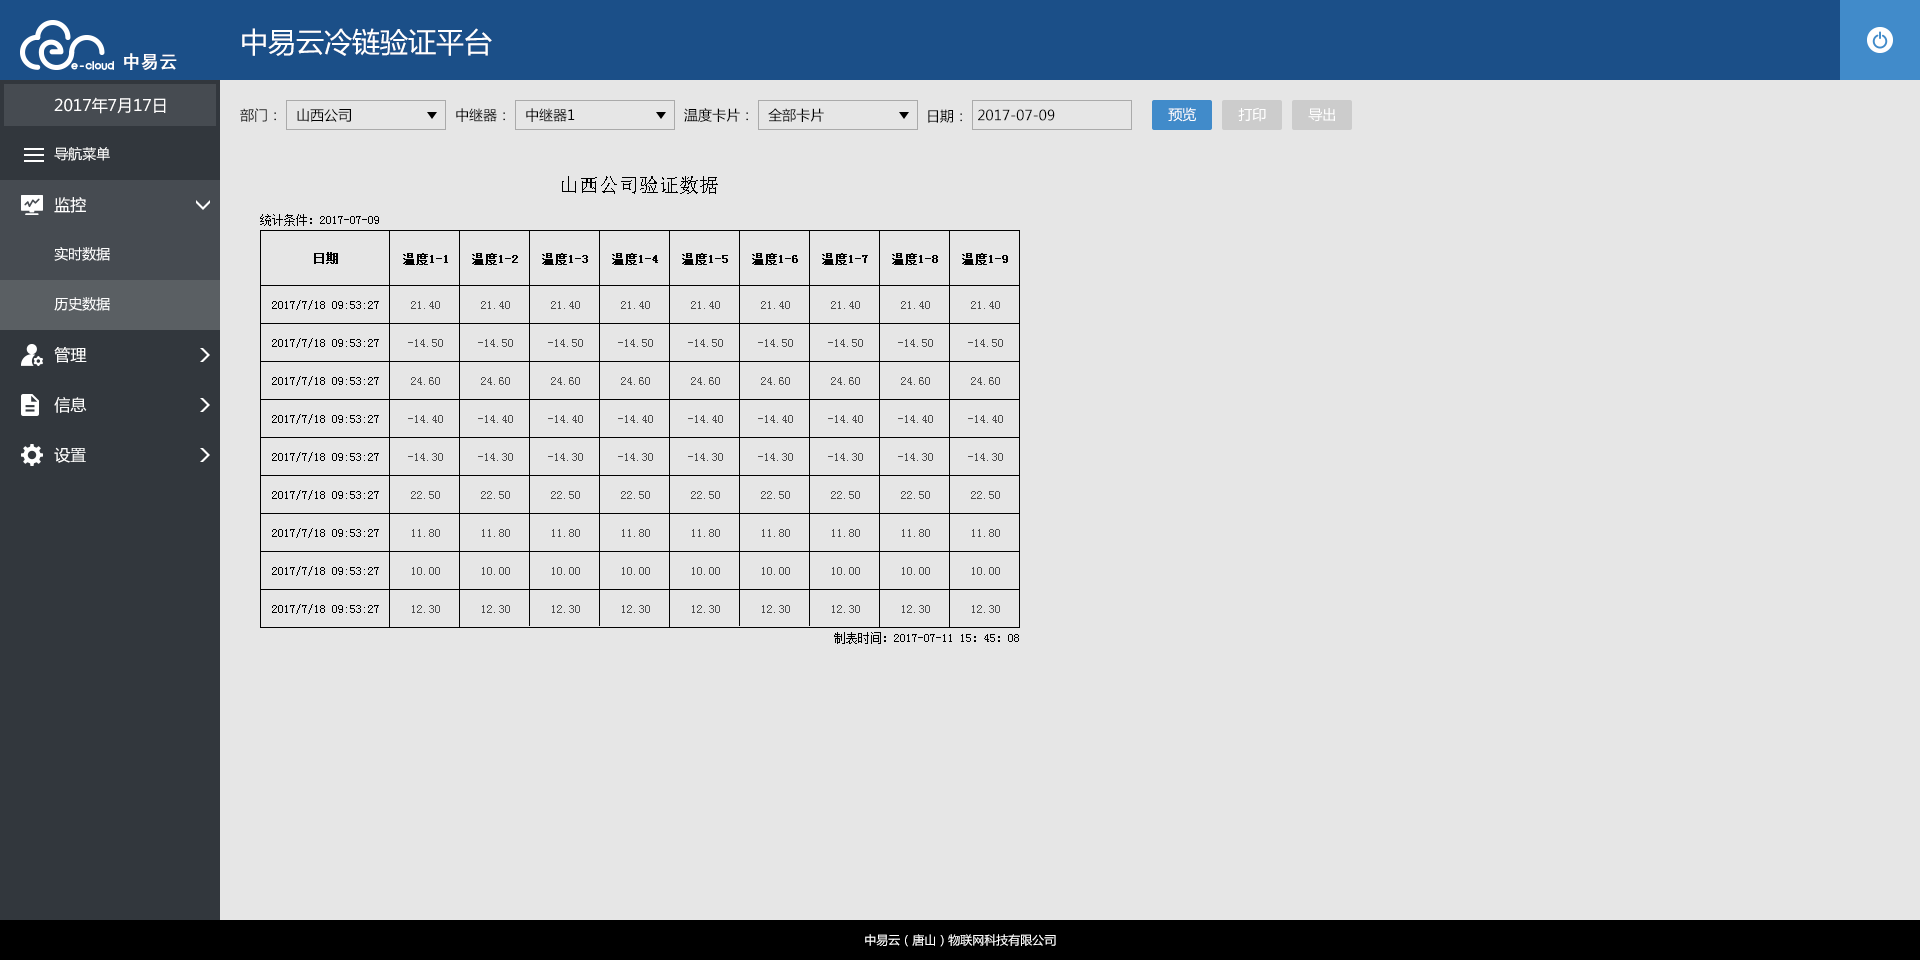 e-cloud 中易云
中易云冷链验证平台
2017年7月17日
导航菜单
监控
实时数据
历史数据
管理
信息
设置
部门： 山西公司 中继器： 中继器1 温度卡片： 全部卡片 日期： 2017-07-09 预览 打印 导出
山西公司验证数据
统计条件：2017-07-09
日期 温度1-1 温度1-2 温度1-3 温度1-4 温度1-5 温度1-6 温度1-7 温度1-8 温度1-9
2017/7/18 09:53:27 21.40 21.40 21.40 21.40 21.40 21.40 21.40 21.40 21.40
2017/7/18 09:53:27 -14.50 -14.50 -14.50 -14.50 -14.50 -14.50 -14.50 -14.50 -14.50
2017/7/18 09:53:27 24.60 24.60 24.60 24.60 24.60 24.60 24.60 24.60 24.60
2017/7/18 09:53:27 -14.40 -14.40 -14.40 -14.40 -14.40 -14.40 -14.40 -14.40 -14.40
2017/7/18 09:53:27 -14.30 -14.30 -14.30 -14.30 -14.30 -14.30 -14.30 -14.30 -14.30
2017/7/18 09:53:27 22.50 22.50 22.50 22.50 22.50 22.50 22.50 22.50 22.50
2017/7/18 09:53:27 11.80 11.80 11.80 11.80 11.80 11.80 11.80 11.80 11.80
2017/7/18 09:53:27 10.00 10.00 10.00 10.00 10.00 10.00 10.00 10.00 10.00
2017/7/18 09:53:27 12.30 12.30 12.30 12.30 12.30 12.30 12.30 12.30 12.30
制表时间：2017-07-11 15：45：08
中易云（唐山）物联网科技有限公司